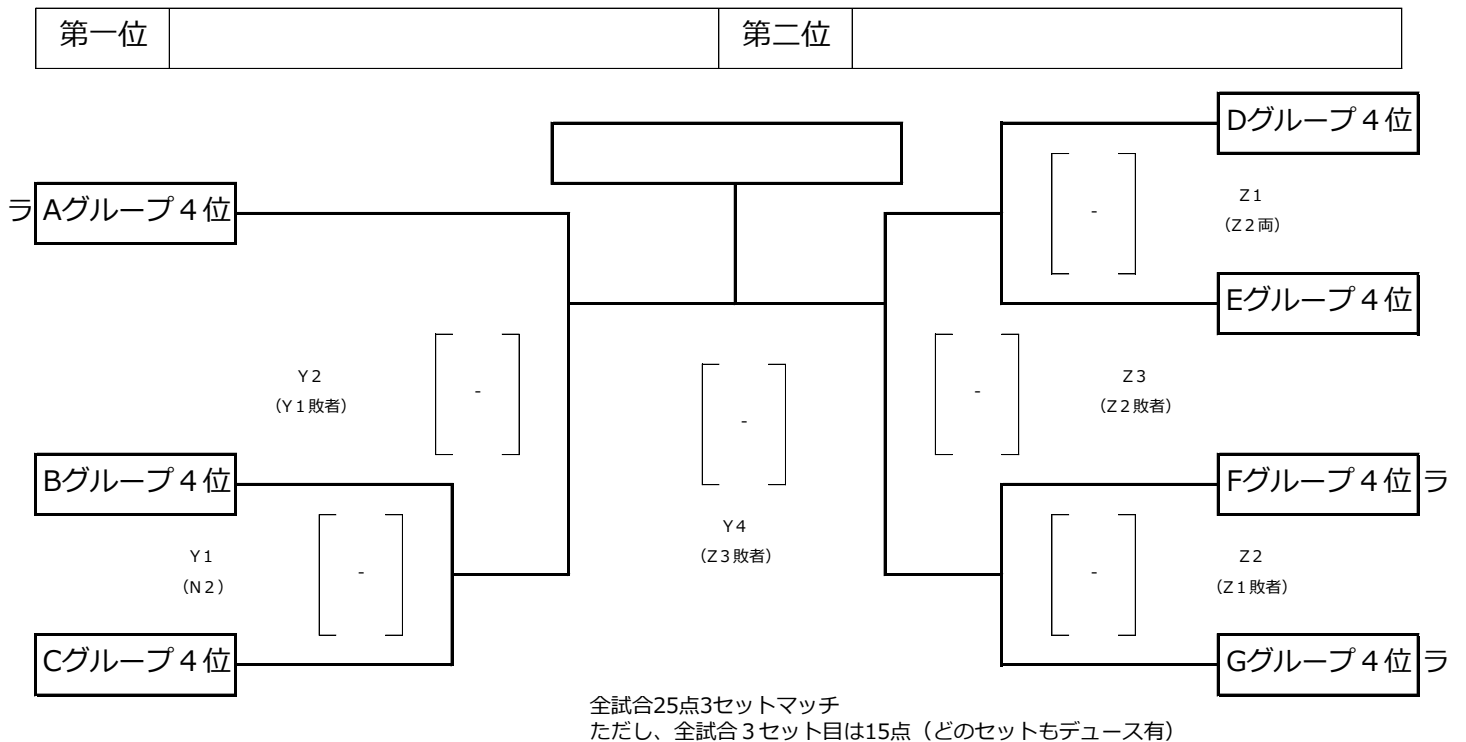 第一位
第二位
Dグループ４位
Z１
（Z２両）
ラ Aグループ４位
-
Eグループ４位
Y２
（Y１敗者）
-
-
-
Z３
（Z２敗者）
Bグループ４位
Fグループ４位 ラ
Y４
（Z３敗者）
Y１
（N２）
-
-
Z２
（Z１敗者）
Cグループ４位
Gグループ４位 ラ
全試合25点3セットマッチ
ただし、全試合３セット目は15点（どのセットもデュース有）